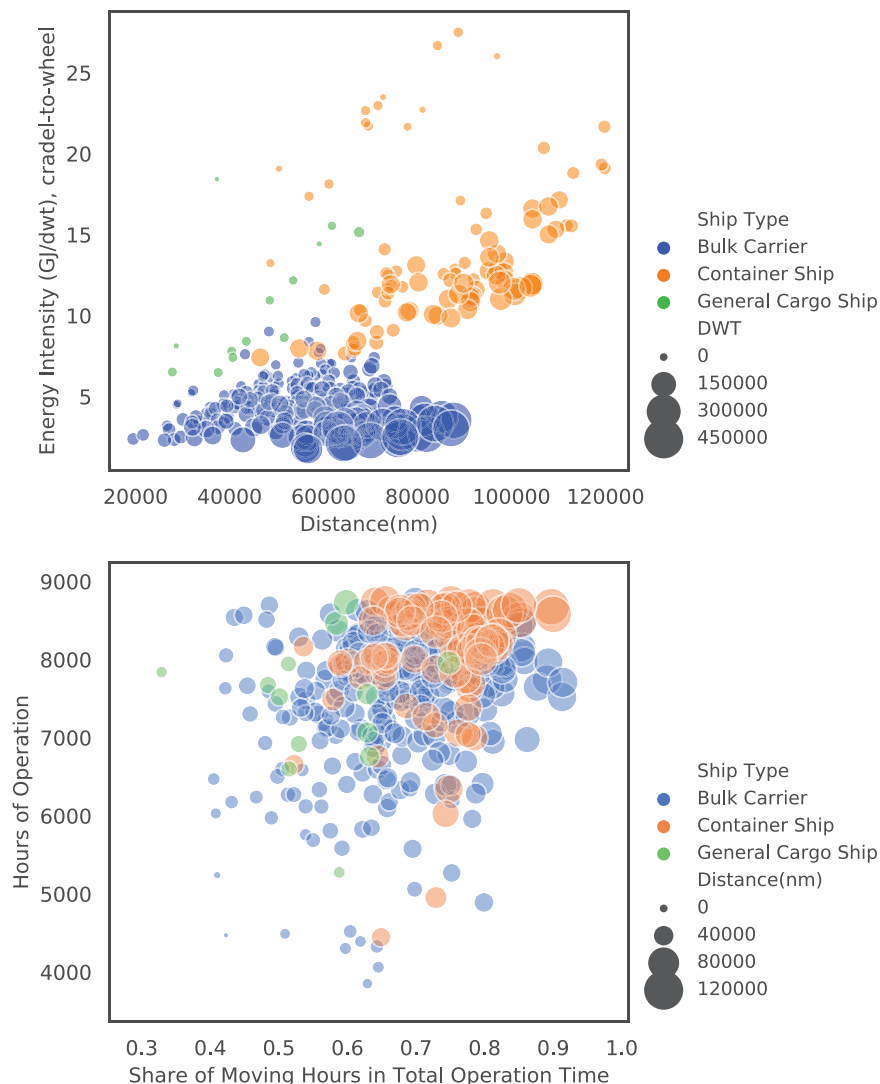 Energy Intensity (GJ/dwt), cradel-to-wheel
25
20
15
10
5
20000 40000 60000 80000 100000 120000
Distance(nm)
Ship Type
Bulk Carrier
Container Ship
General Cargo Ship
DWT
0
150000
300000
450000
Hours of Operation
9000
8000
7000
6000
5000
4000
0.3 0.4 0.5 0.6 0.7 0.8 0.9 1.0
Share of Moving Hours in Total Operation Time
Ship Type
Bulk Carrier
Container Ship
General Cargo Ship
Distance(nm)
0
40000
80000
120000